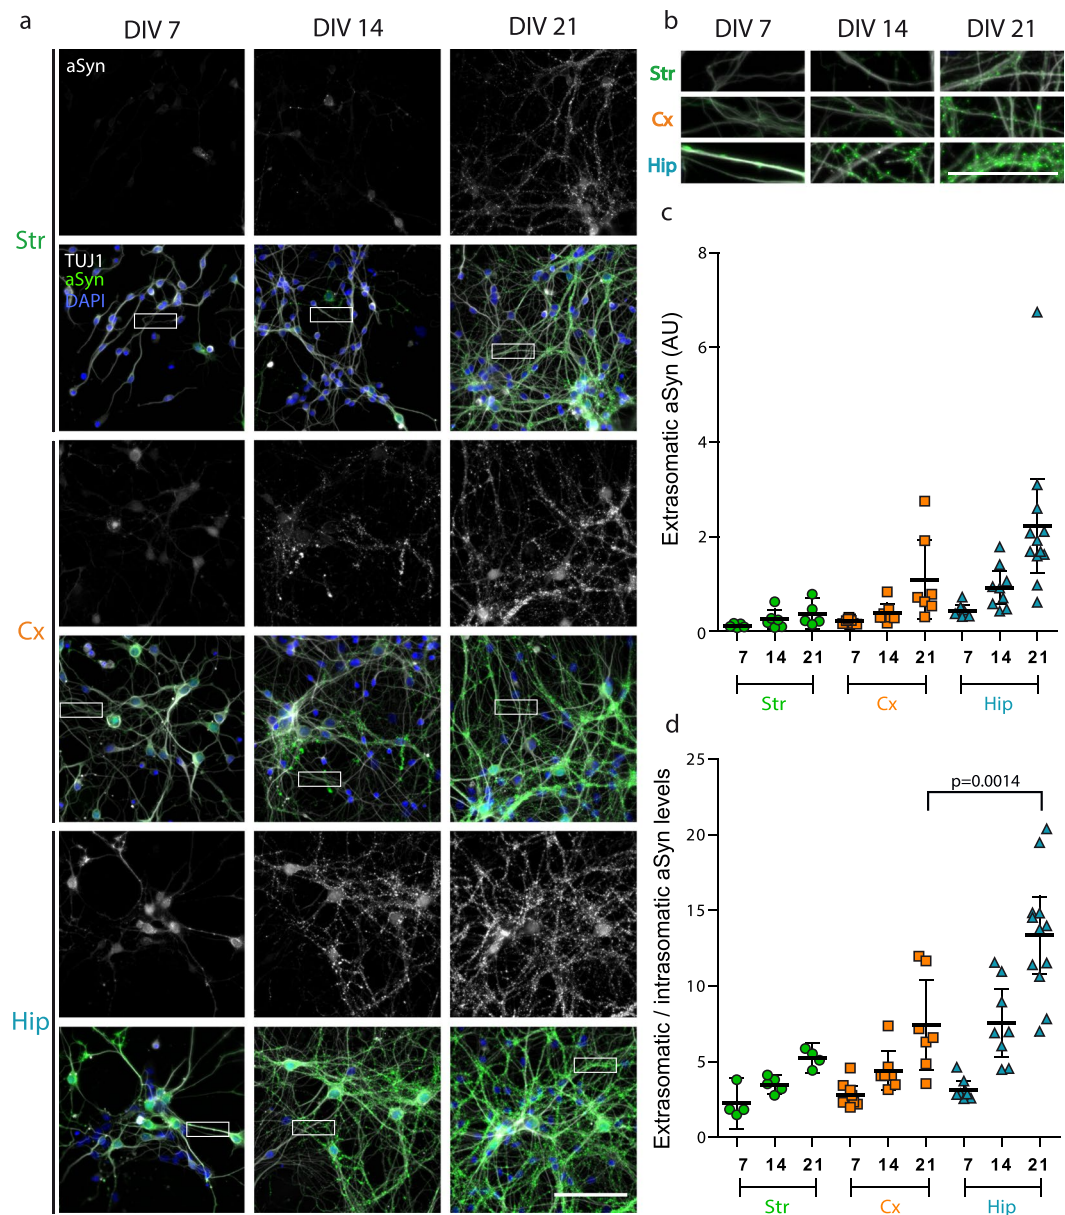 a
DIV 7
DIV 14
DIV 21
aSyn
Str
TUJ1
aSyn
DAPI
Cx
Hip
b
DIV 7
DIV 14
DIV 21
Str
Cx
Hip
c
Extrasomatic aSyn (AU)
8
6
4
2
0
7 14 21 7 14 21 7 14 21
Str Cx Hip
d
Extrasomatic / intrasomatic aSyn levels
25
20
15
10
5
0
p=0.0014
7 14 21 7 14 21 7 14 21
Str Cx Hip